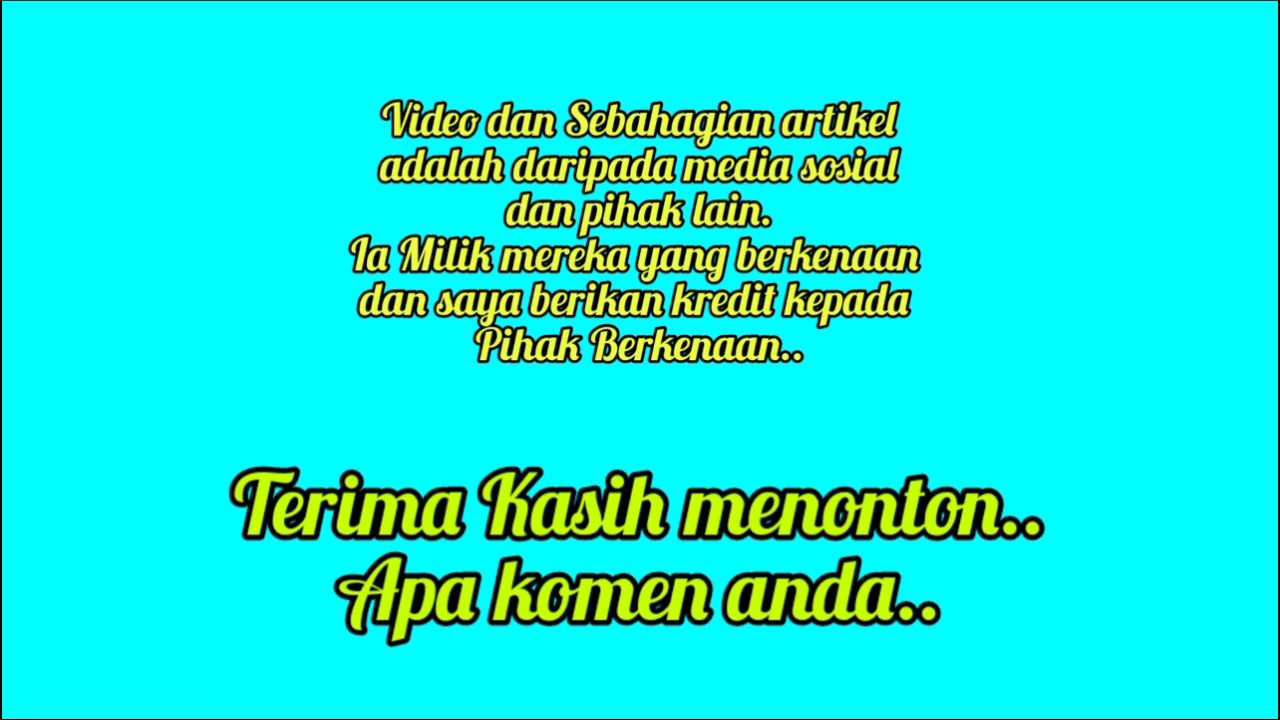 Video dan Sebahagian artikel
adalah daripada media sosial
dan pihak lain.
Ia Milik mereka yang berkenaan
dan saya berikan kredit kepada
Pihak Berkenaan..
Terima Kasih menonton..
Apa komen anda..